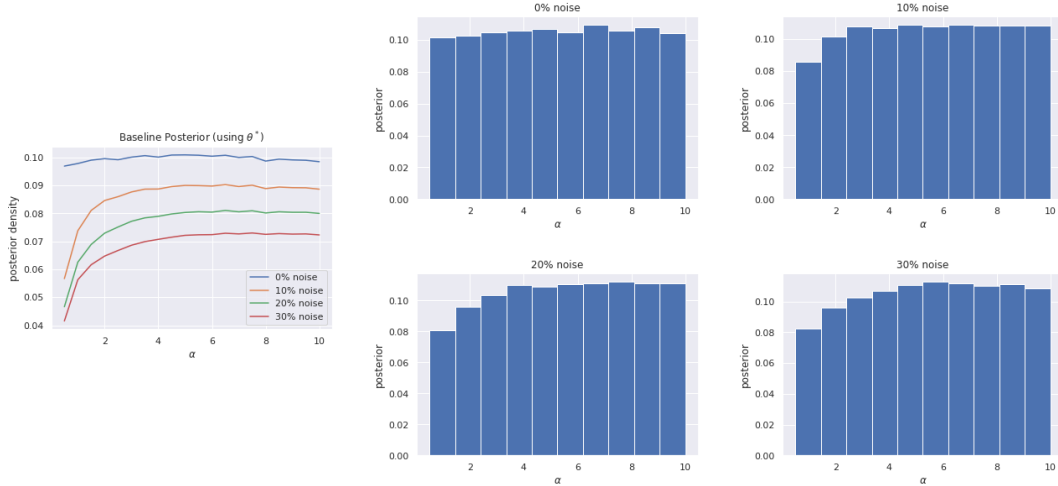 Baseline Posterior (using θ*)
posterior density
0.10
0.09
0.08
0.07
0.06
0.05
0.04
0% noise
10% noise
20% noise
30% noise
2 4 6 8 10
α
0% noise
posterior
0.10
0.08
0.06
0.04
0.02
0.00
2 4 6 8 10
α
10% noise
posterior
0.10
0.08
0.06
0.04
0.02
0.00
2 4 6 8 10
α
20% noise
posterior
0.10
0.08
0.06
0.04
0.02
0.00
2 4 6 8 10
α
30% noise
posterior
0.10
0.08
0.06
0.04
0.02
0.00
2 4 6 8 10
α